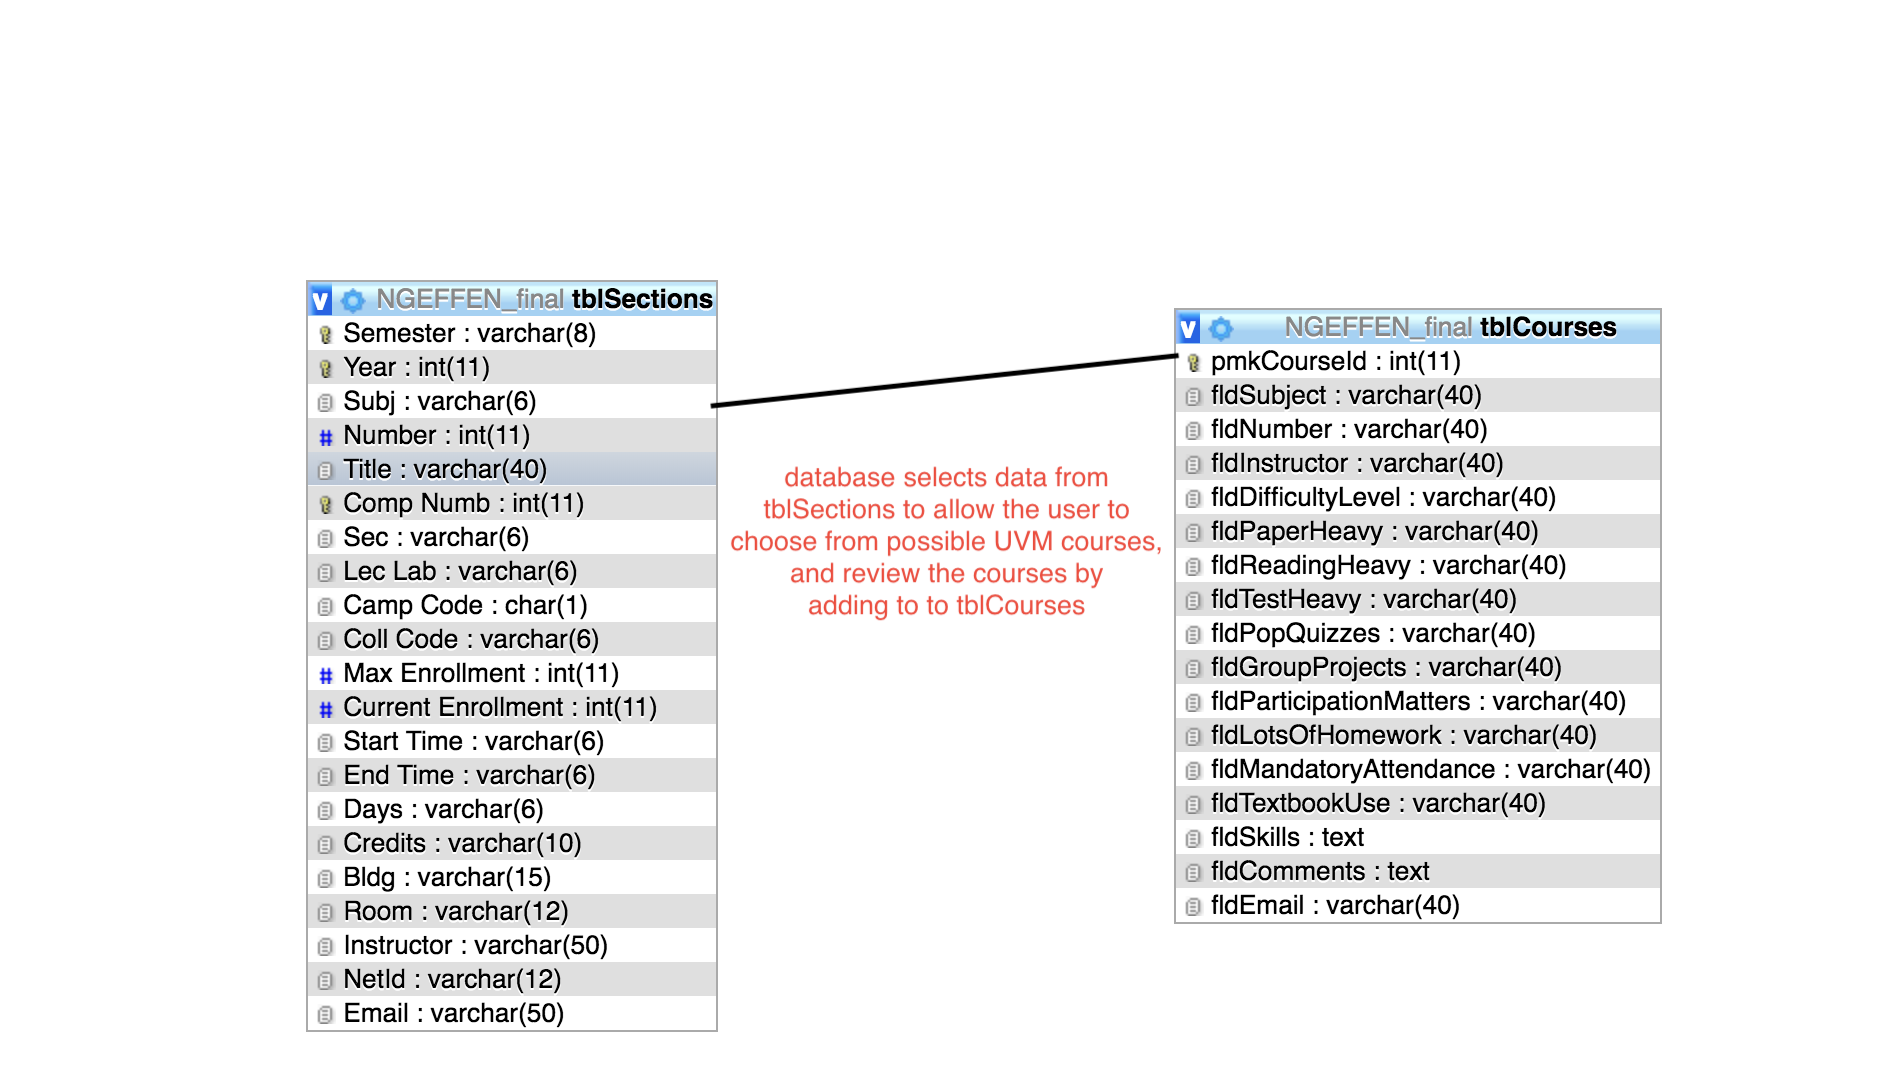 v NGEFFEN_final tblSections
Semester : varchar(8)
Year : int(11)
Subj : varchar(6)
# Number : int(11)
Title : varchar(40)
Comp Numb : int(11)
Sec : varchar(6)
Lec Lab : varchar(6)
Camp Code : char(1)
Coll Code : varchar(6)
# Max Enrollment : int(11)
# Current Enrollment : int(11)
Start Time : varchar(6)
End Time : varchar(6)
Days : varchar(6)
Credits : varchar(10)
Bldg : varchar(15)
Room : varchar(12)
Instructor : varchar(50)
NetId : varchar(12)
Email : varchar(50)
database selects data from
tblSections to allow the user to
choose from possible UVM courses,
and review the courses by
adding to to tblCourses
v NGEFFEN_final tblCourses
pmkCourseId : int(11)
fldSubject : varchar(40)
fldNumber : varchar(40)
fldInstructor : varchar(40)
fldDifficultyLevel : varchar(40)
fldPaperHeavy : varchar(40)
fldReadingHeavy : varchar(40)
fldTestHeavy : varchar(40)
fldPopQuizzes : varchar(40)
fldGroupProjects : varchar(40)
fldParticipationMatters : varchar(40)
fldLotsOfHomework : varchar(40)
fldMandatoryAttendance : varchar(40)
fldTextbookUse : varchar(40)
fldSkills : text
fldComments : text
fldEmail : varchar(40)